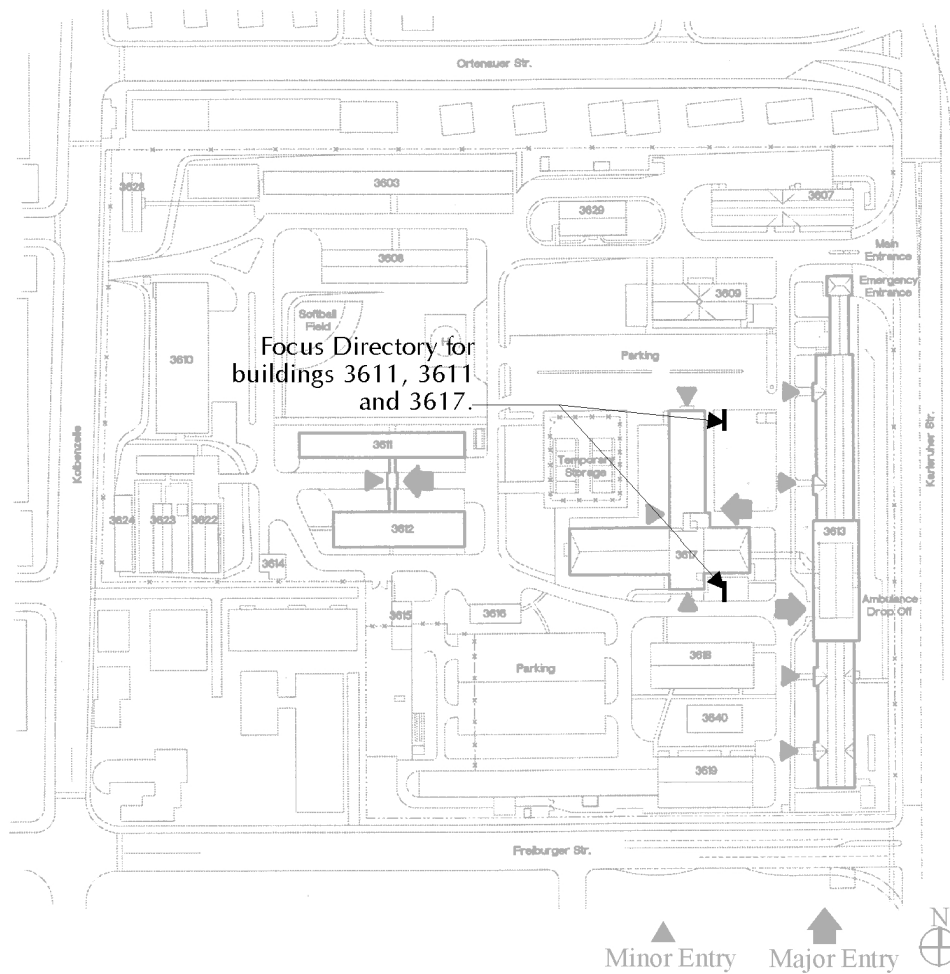 Ortenauer Str.
3628
3603
3629
3607
Main
Entrance
3608
Emergency
Entrance
3609
Softball
Field
H
3610
Parking
Focus Directory for
buildings 3611, 3611
and 3617.
Kolbenzeile
Karlsruher Str.
3611
Temporary
Storage
3624
3623
3622
3612
3613
3617
3614
Ambulance
Drop Off
3615
3616
3618
Parking
3640
3619
Freiburger Str.
N
Minor Entry
Major Entry